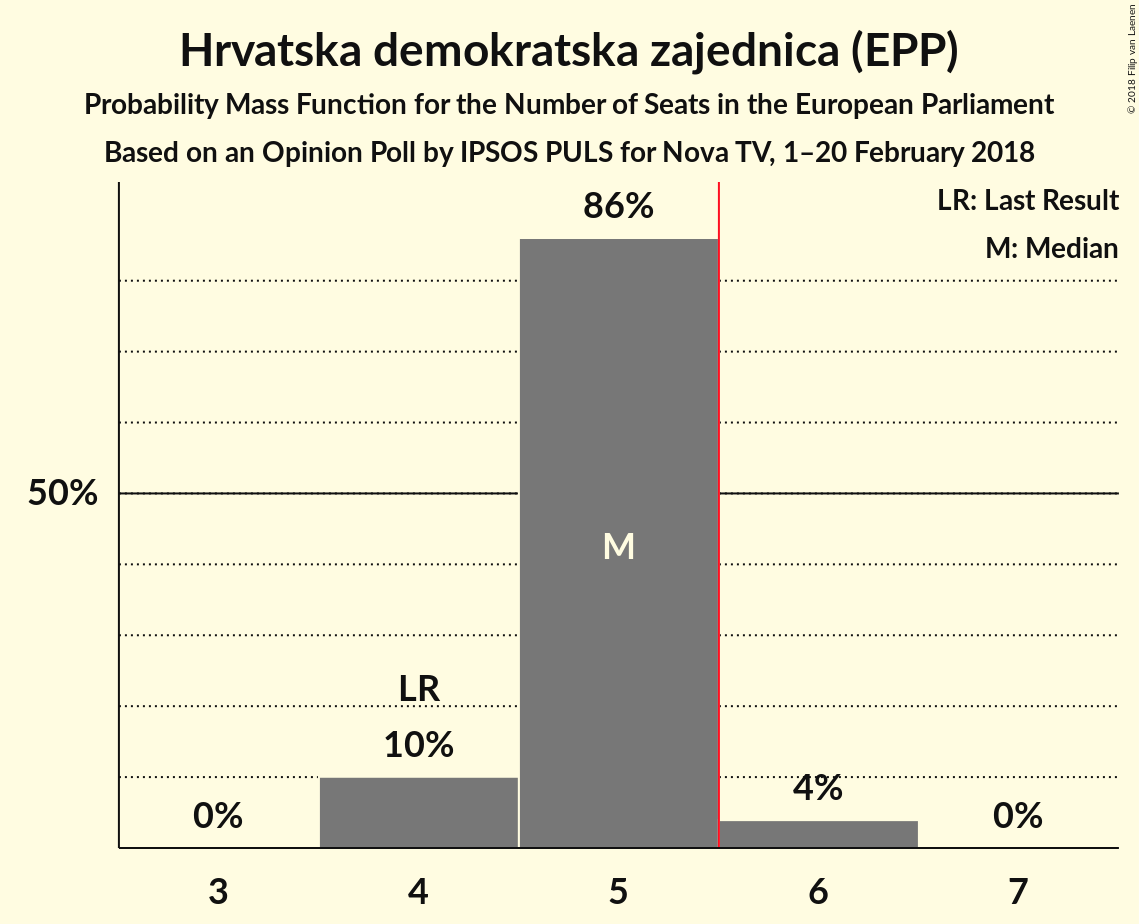 Hrvatska demokratska zajednica (EPP)
Probability Mass Function for the Number of Seats in the European Parliament
Based on an Opinion Poll by IPSOS PULS for Nova TV, 1–20 February 2018
© 2018 Filip van Laenen
LR: Last Result
M: Median
86%
50%
M
LR
10%
4%
0%
0%
3 4 5 6 7